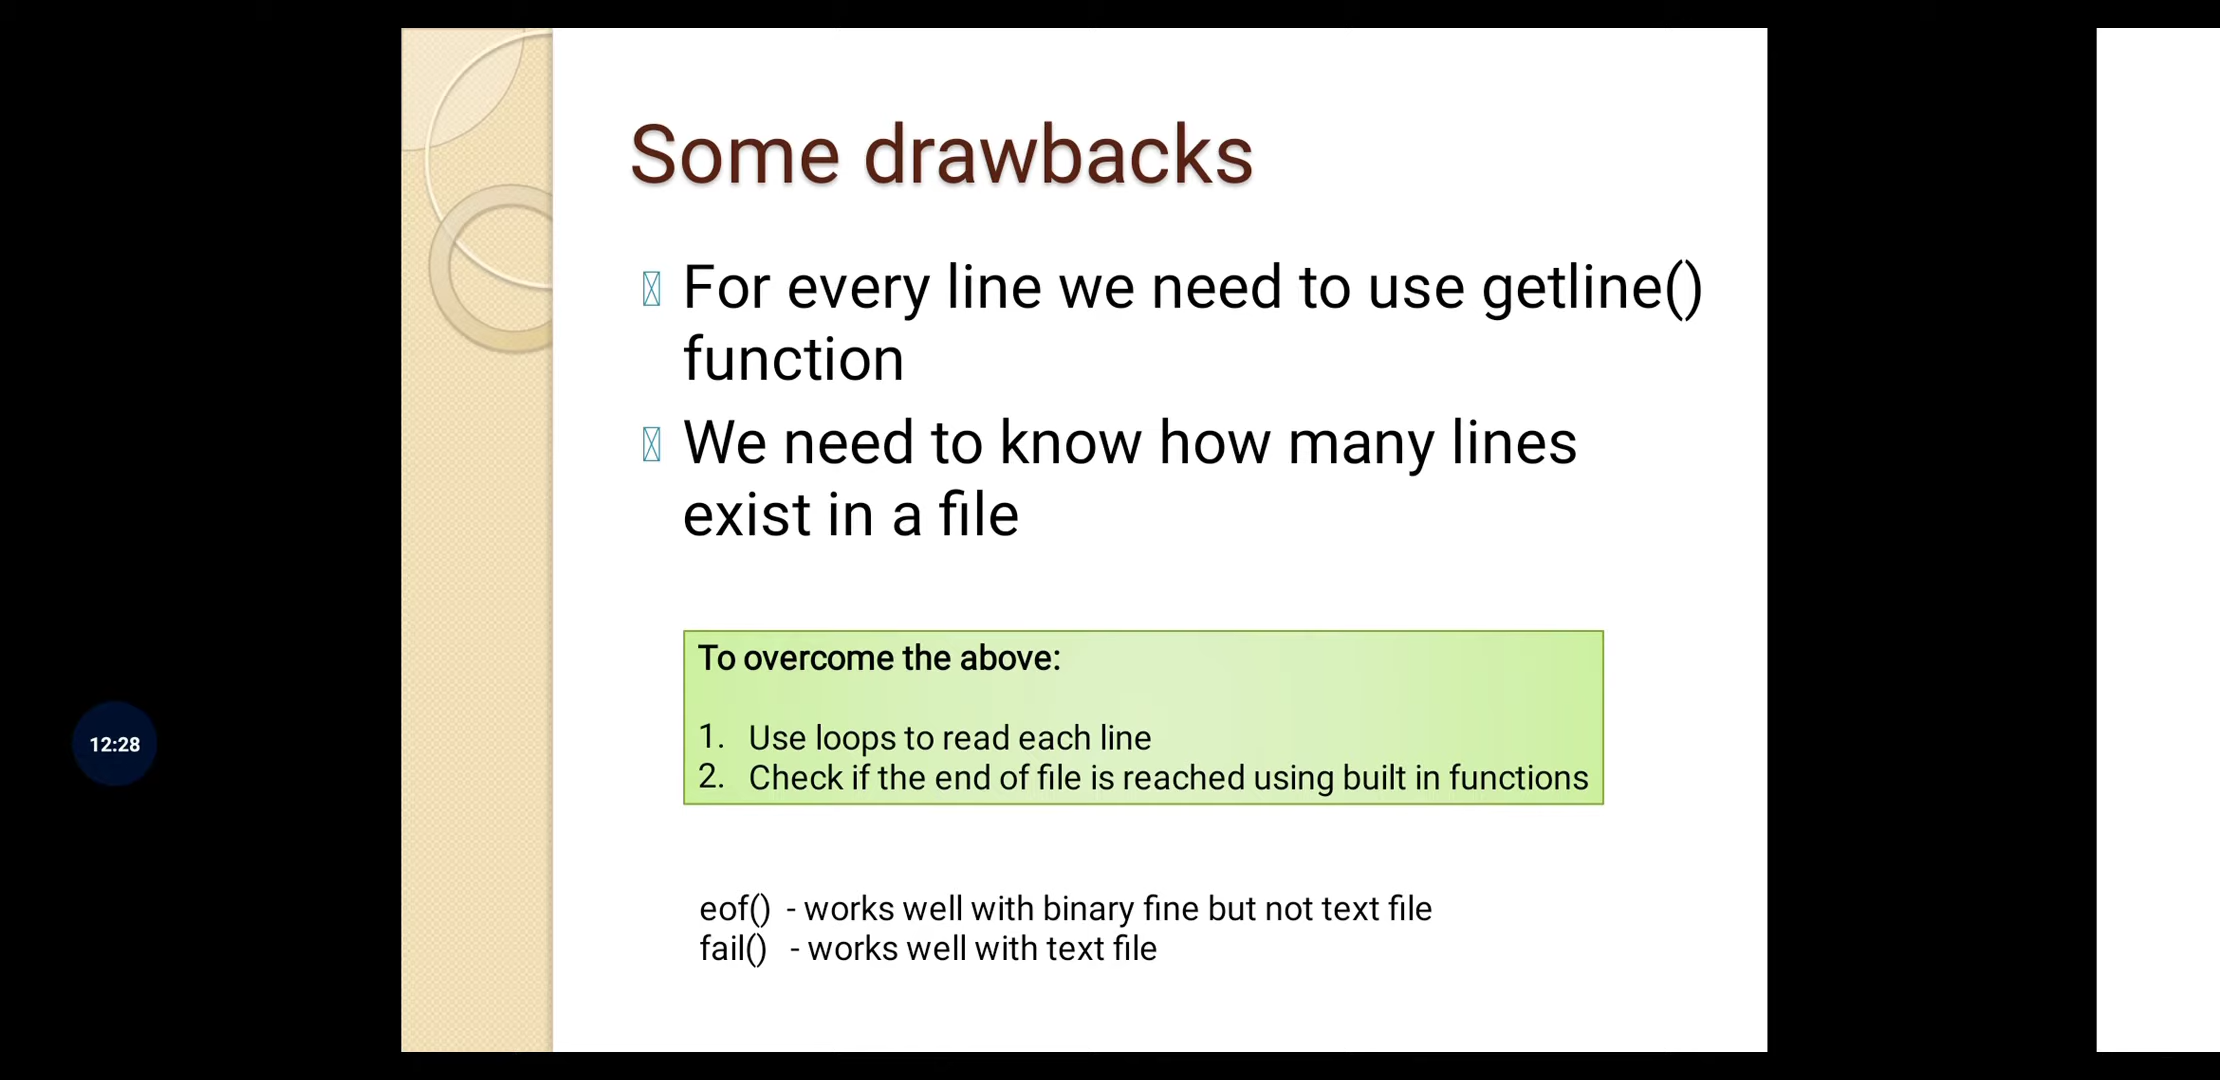 Some drawbacks
For every line we need to use getline()
function
We need to know how many lines
exist in a file
To overcome the above:
1. Use loops to read each line
2. Check if the end of file is reached using built in functions
12:28
eof() - works well with binary fine but not text file
fail() - works well with text file